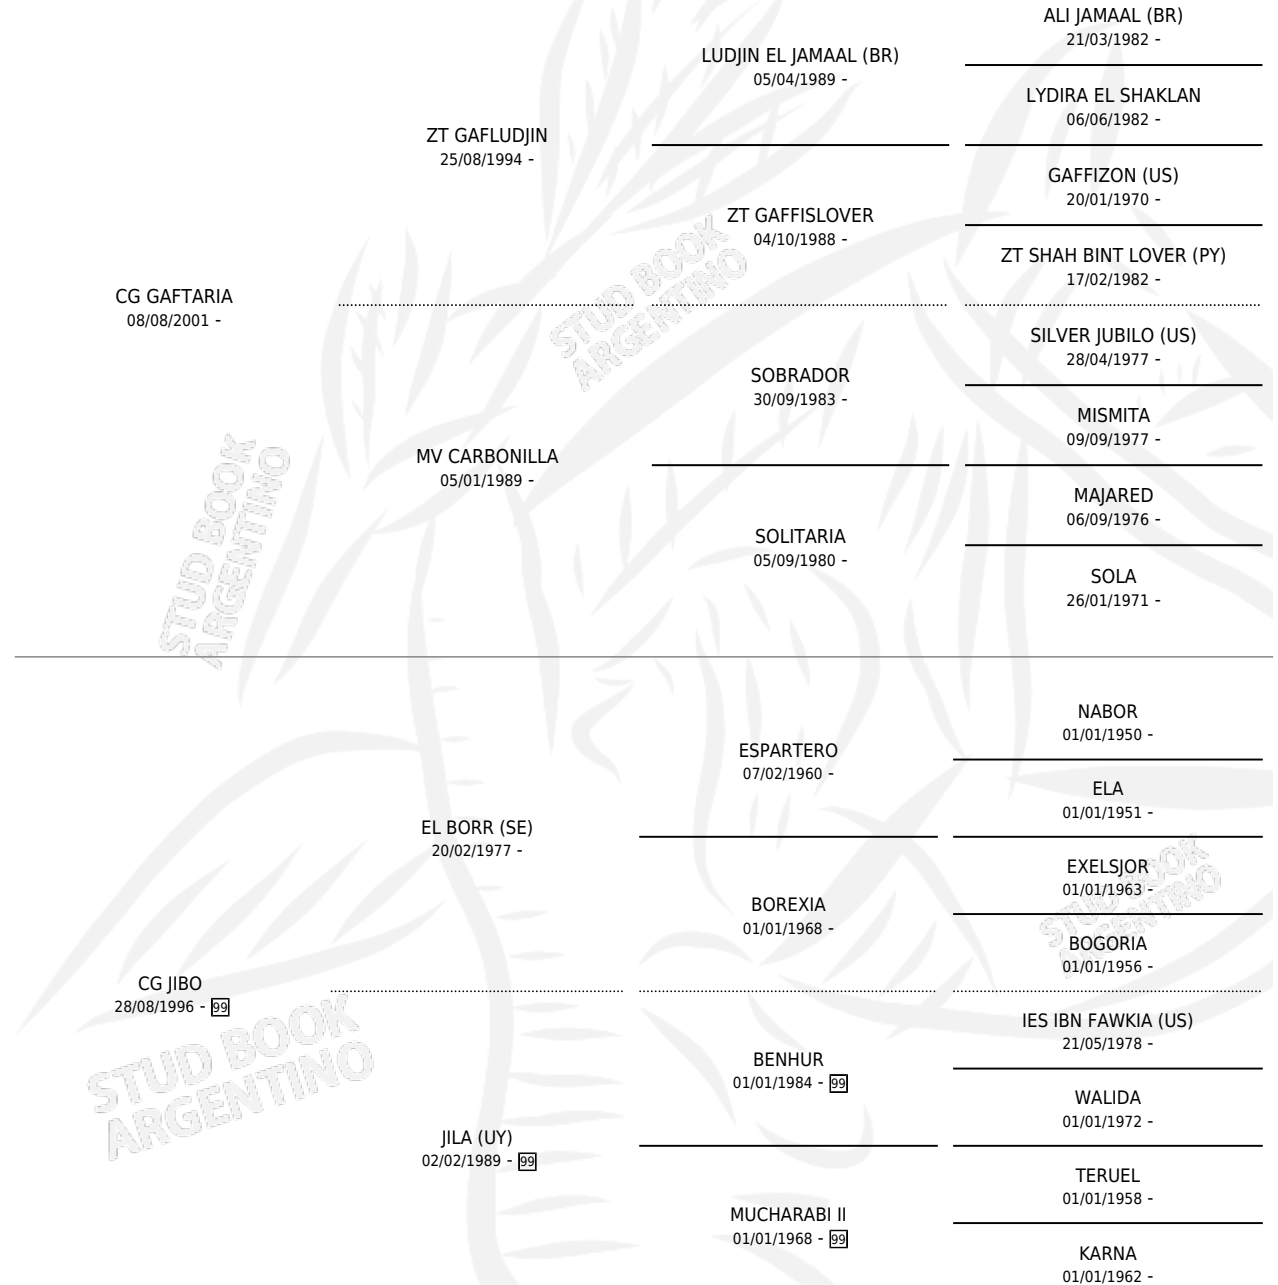 ALI JAMAAL (BR)
21/03/1982 -
LUDJIN EL JAMAAL (BR)
05/04/1989 -
LYDIRA EL SHAKLAN
06/06/1982 -
ZT GAFLUDJIN
25/08/1994 -
GAFFIZON (US)
20/01/1970 -
ZT GAFFISLOVER
04/10/1988 -
ZT SHAH BINT LOVER (PY)
17/02/1982 -
CG GAFTARIA
08/08/2001 -
STUD BOOK
ARGENTINO
SILVER JUBILO (US)
28/04/1977 -
SOBRADOR
30/09/1983 -
MISMITA
09/09/1977 -
MV CARBONILLA
05/01/1989 -
MAJARED
06/09/1976 -
SOLITARIA
05/09/1980 -
SOLA
26/01/1971 -
STUD BOOK
ARGENTINO
NABOR
01/01/1950 -
ESPARTERO
07/02/1960 -
ELA
01/01/1951 -
EL BORR (SE)
20/02/1977 -
EXELSJOR
01/01/1963 -
BOREXIA
01/01/1968 -
STUD BOOK
ARGENTINO
BOGORIA
01/01/1956 -
CG JIBO
28/08/1996 - 99
IES IBN FAWKIA (US)
21/05/1978 -
BENHUR
01/01/1984 - 99
STUD BOOK
ARGENTINO
WALIDA
01/01/1972 -
JILA (UY)
02/02/1989 - 99
TERUEL
01/01/1958 -
MUCHARABI II
01/01/1968 - 99
KARNA
01/01/1962 -